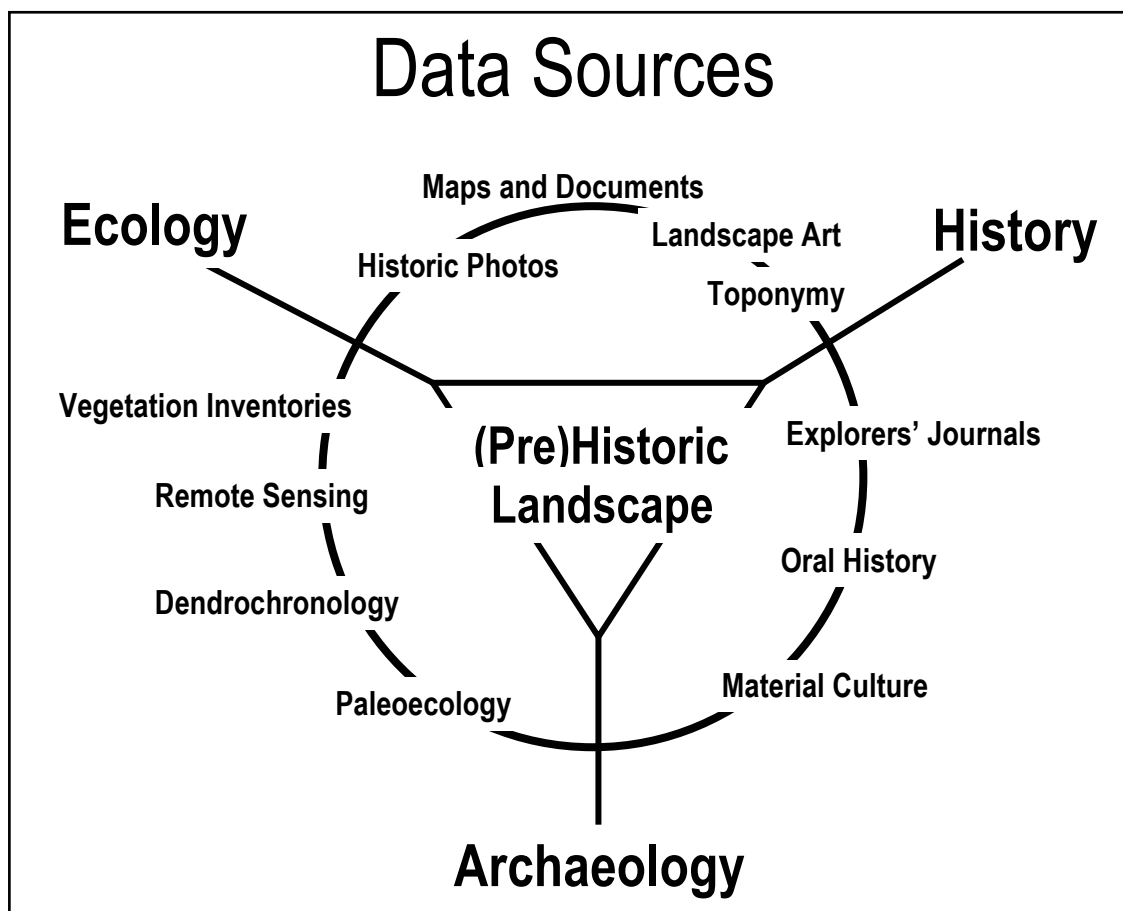 Data Sources
Maps and Documents
Ecology
Landscape Art
History
Historic Photos
Toponymy
Vegetation Inventories
(Pre)Historic
Landscape
Explorers’ Journals
Remote Sensing
Oral History
Dendrochronology
Material Culture
Paleoecology
Archaeology